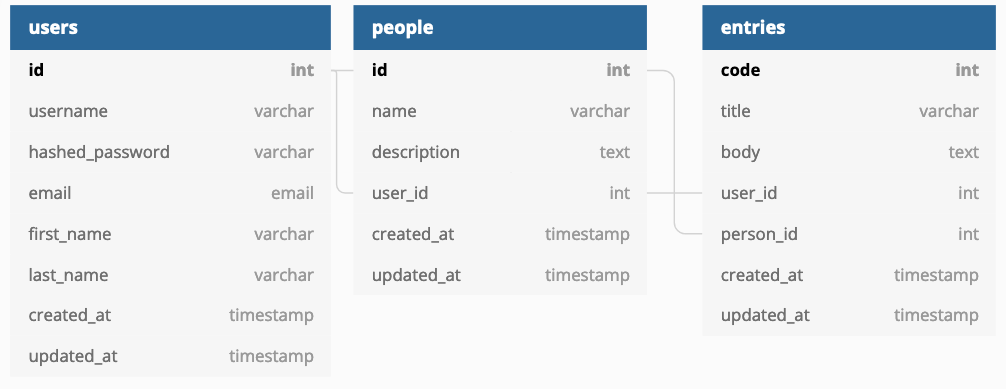 users
id int
username varchar
hashed_password varchar
email email
first_name varchar
last_name varchar
created_at timestamp
updated_at timestamp
people
id int
name varchar
description text
user_id int
created_at timestamp
updated_at timestamp
entries
code int
title varchar
body text
user_id int
person_id int
created_at timestamp
updated_at timestamp